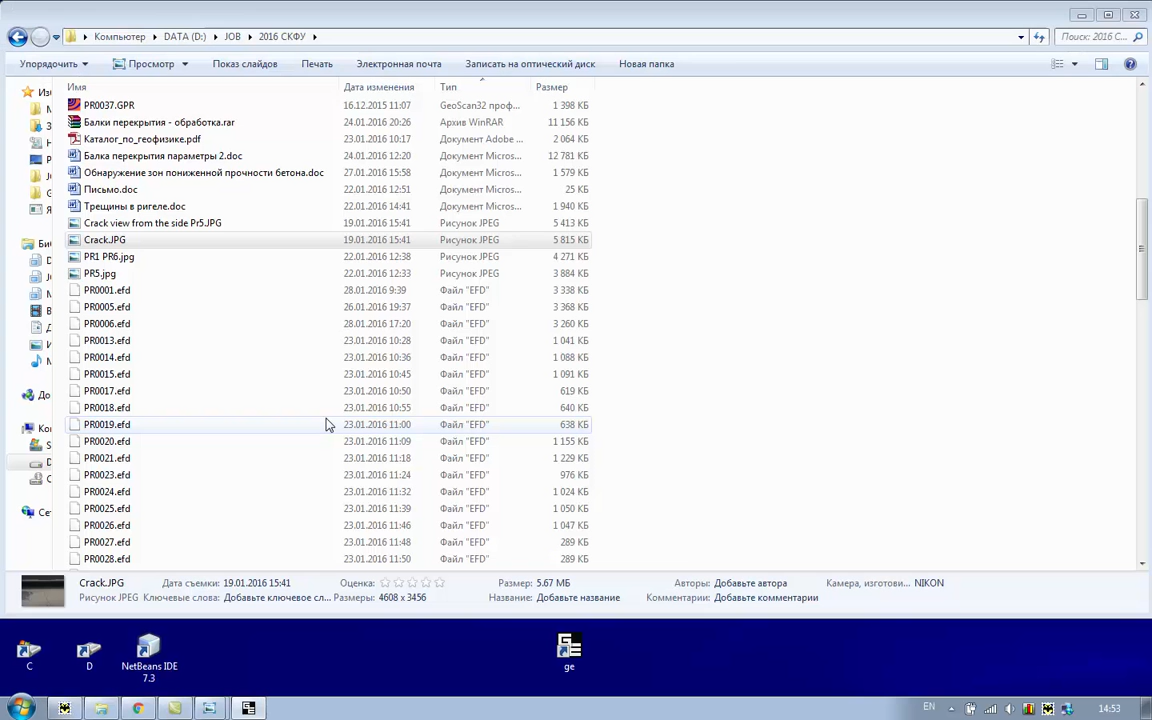 Компьютер ▸ DATA (D:) ▸ JOB ▸ 2016 СКФУ ▸ Поиск: 2016 С...
Упорядочить Просмотр Показ слайдов Печать Электронная почта Записать на оптический диск Новая папка
Имя Дата изменения Тип Размер
PR0037.GPR 16.12.2015 11:07 GeoScan32 проф... 1 398 КБ
Балки перекрытия - обработка.rar 24.01.2016 20:26 Архив WinRAR 11 156 КБ
Каталог_по_геофизике.pdf 23.01.2016 10:17 Документ Adobe ... 2 064 КБ
Балка перекрытия параметры 2.doc 24.01.2016 12:20 Документ Micros... 12 781 КБ
Обнаружение зон пониженной прочности бетона.doc 27.01.2016 15:58 Документ Micros... 1 579 КБ
Письмо.doc 22.01.2016 12:51 Документ Micros... 25 КБ
Трещины в ригеле.doc 22.01.2016 14:41 Документ Micros... 1 940 КБ
Crack view from the side Pr5.JPG 19.01.2016 15:41 Рисунок JPEG 5 413 КБ
Crack.JPG 19.01.2016 15:41 Рисунок JPEG 5 815 КБ
PR1 PR6.jpg 22.01.2016 12:38 Рисунок JPEG 4 271 КБ
PR5.jpg 22.01.2016 12:33 Рисунок JPEG 3 884 КБ
PR0001.efd 28.01.2016 9:39 Файл "EFD" 3 338 КБ
PR0005.efd 26.01.2016 19:37 Файл "EFD" 3 368 КБ
PR0006.efd 28.01.2016 17:20 Файл "EFD" 3 260 КБ
PR0013.efd 23.01.2016 10:28 Файл "EFD" 1 041 КБ
PR0014.efd 23.01.2016 10:36 Файл "EFD" 1 088 КБ
PR0015.efd 23.01.2016 10:45 Файл "EFD" 1 091 КБ
PR0017.efd 23.01.2016 10:50 Файл "EFD" 619 КБ
PR0018.efd 23.01.2016 10:55 Файл "EFD" 640 КБ
PR0019.efd 23.01.2016 11:00 Файл "EFD" 638 КБ
PR0020.efd 23.01.2016 11:09 Файл "EFD" 1 155 КБ
PR0021.efd 23.01.2016 11:18 Файл "EFD" 1 229 КБ
PR0023.efd 23.01.2016 11:24 Файл "EFD" 976 КБ
PR0024.efd 23.01.2016 11:32 Файл "EFD" 1 024 КБ
PR0025.efd 23.01.2016 11:39 Файл "EFD" 1 050 КБ
PR0026.efd 23.01.2016 11:46 Файл "EFD" 1 047 КБ
PR0027.efd 23.01.2016 11:48 Файл "EFD" 289 КБ
PR0028.efd 23.01.2016 11:50 Файл "EFD" 289 КБ
Crack.JPG Дата съемки: 19.01.2016 15:41 Оценка: Размер: 5.67 МБ Авторы: Добавьте автора Камера, изготови... NIKON
Рисунок JPEG Ключевые слова: Добавьте ключевое сл... Размеры: 4608 x 3456 Название: Добавьте название Комментарии: Добавьте комментарии
C D NetBeans IDE ge
7.3
EN 14:53